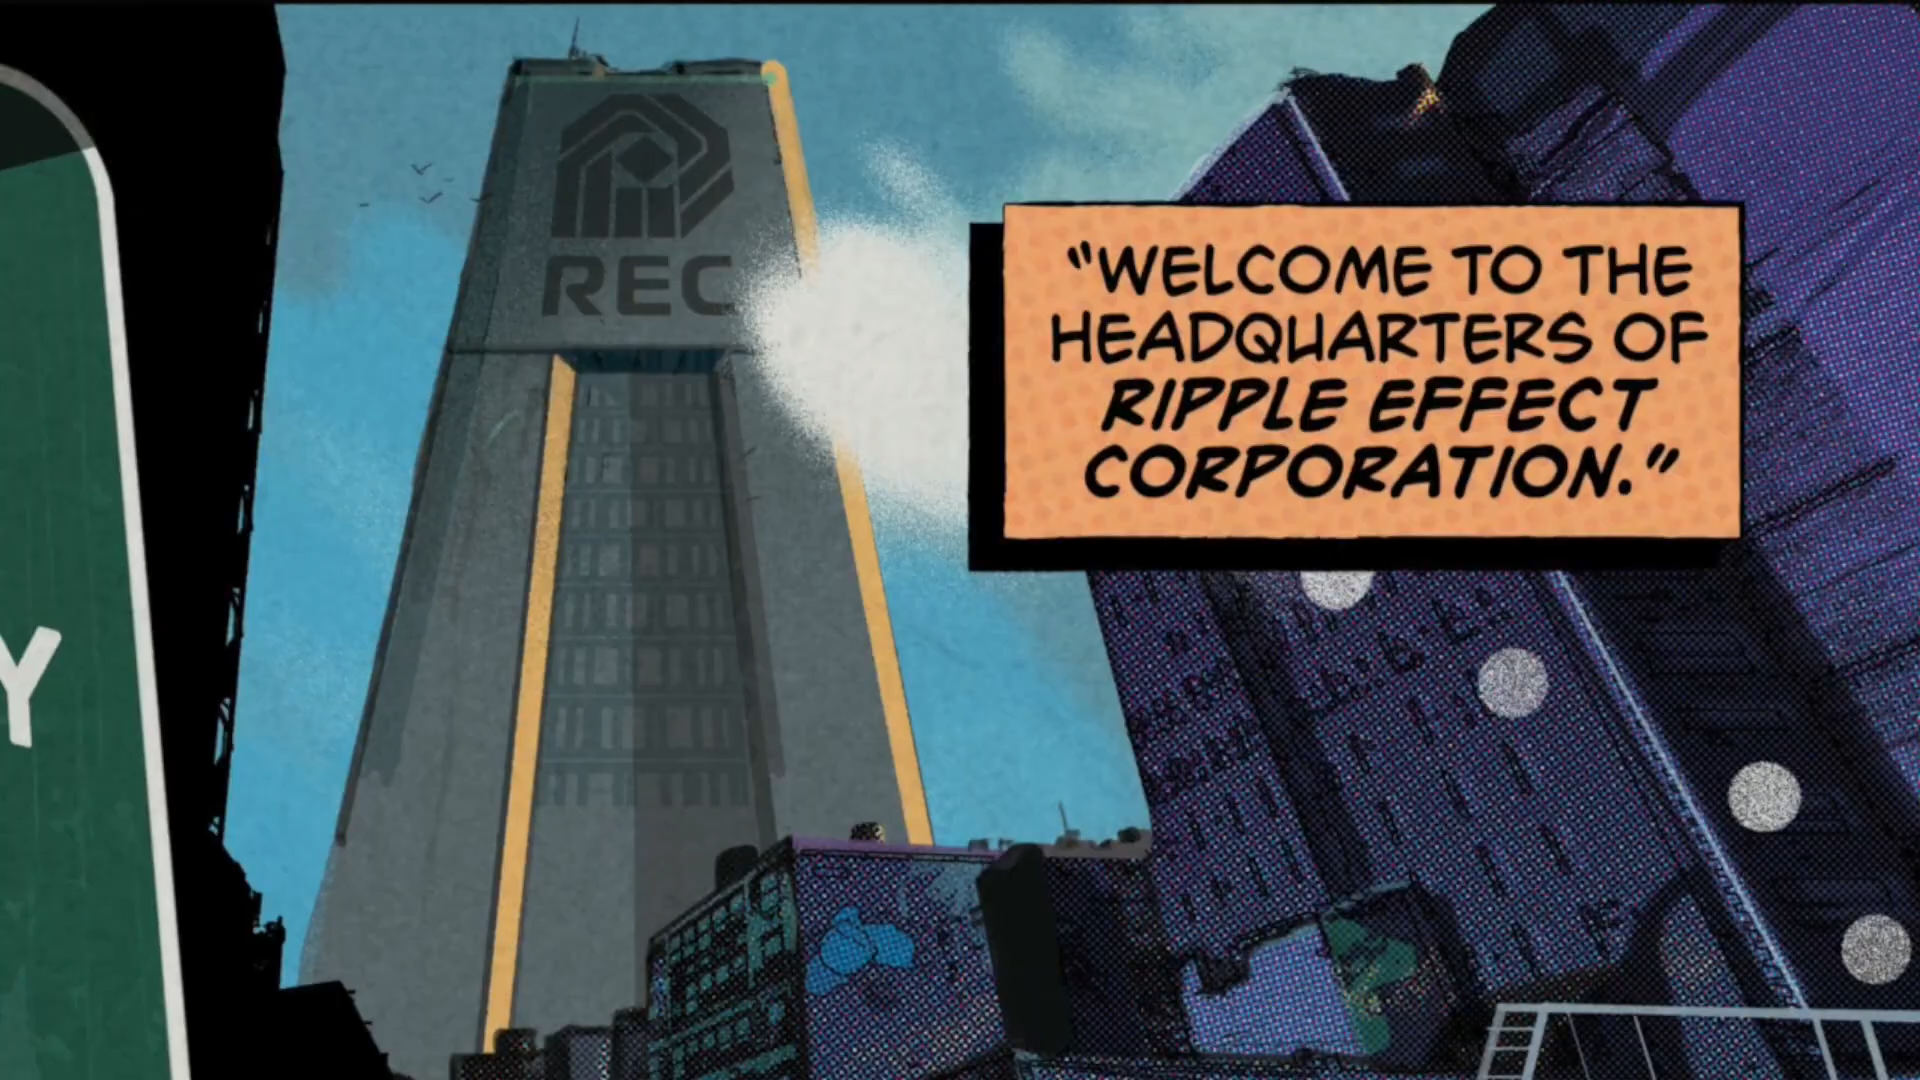 REC
“WELCOME TO THE
HEADQUARTERS OF
RIPPLE EFFECT
CORPORATION.”
Y